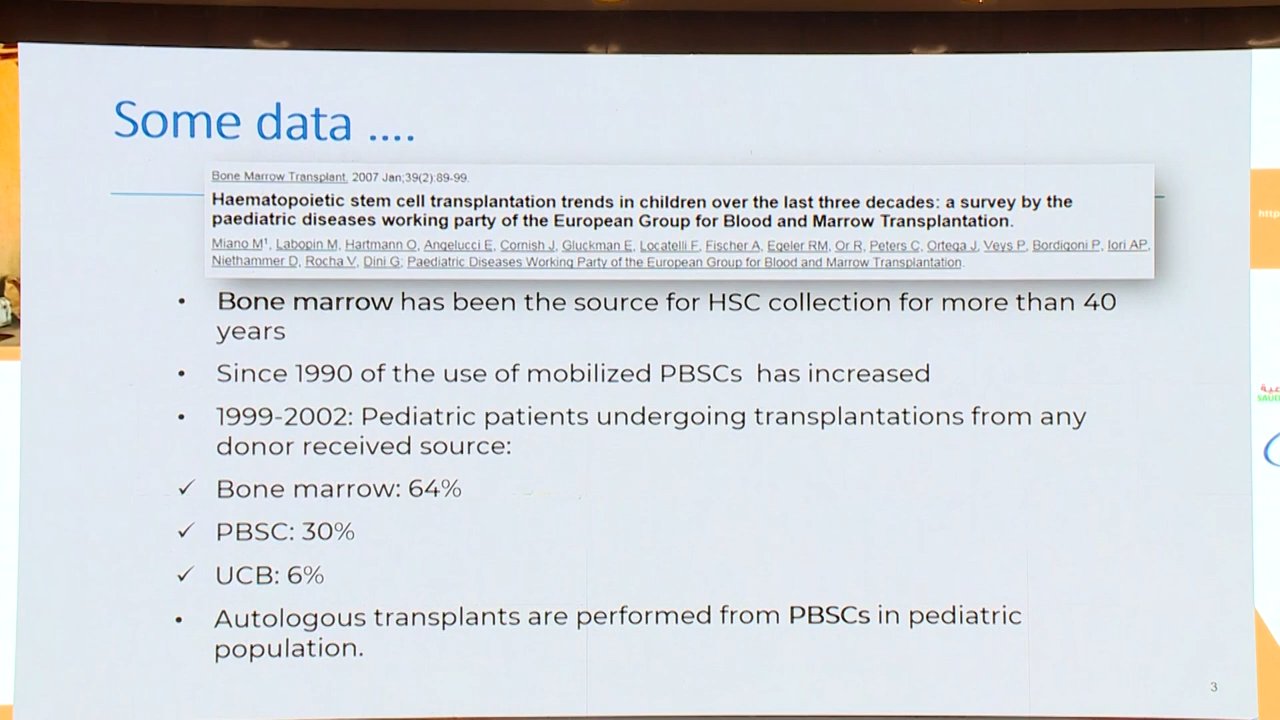 Some data ....
Bone Marrow Transplant. 2007 Jan;39(2):89-99.
Haematopoietic stem cell transplantation trends in children over the last three decades: a survey by the
paediatric diseases working party of the European Group for Blood and Marrow Transplantation.
Miano M¹, Labopin M, Hartmann O, Angelucci E, Cornish J, Gluckman E, Locatelli F, Fischer A, Egeler RM, Or R, Peters C, Ortega J, Veys P, Bordigoni P, Iori AP,
Niethammer D, Rocha V, Dini G; Paediatric Diseases Working Party of the European Group for Blood and Marrow Transplantation.
• Bone marrow has been the source for HSC collection for more than 40
years
• Since 1990 of the use of mobilized PBSCs has increased
• 1999-2002: Pediatric patients undergoing transplantations from any
donor received source:
✓ Bone marrow: 64%
✓ PBSC: 30%
✓ UCB: 6%
• Autologous transplants are performed from PBSCs in pediatric
population.
3
http
SAUD